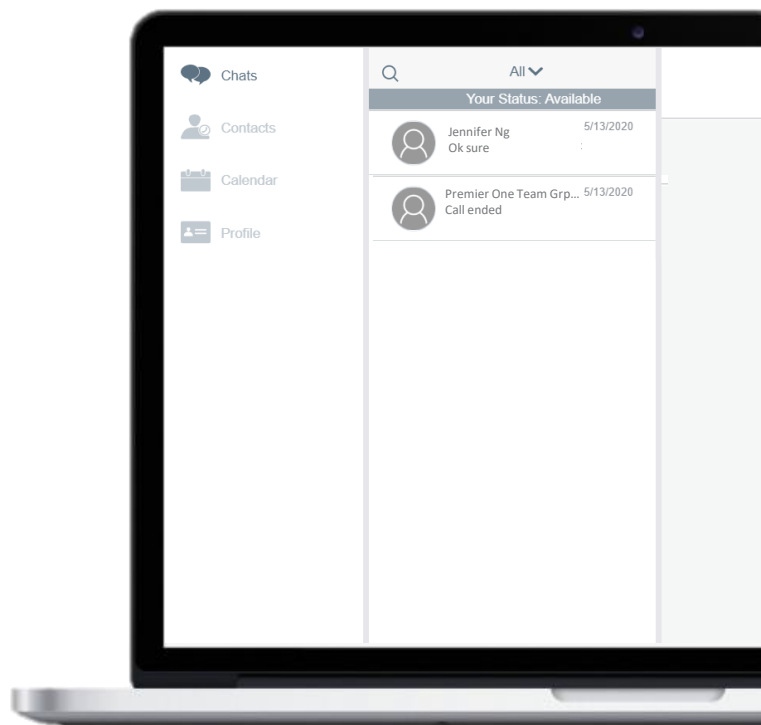 Chats
Contacts
Calendar
Profile
All
Your Status: Available
Jennifer Ng
5/13/2020
Ok sure
:
Premier One Team Grp... 5/13/2020
Call ended